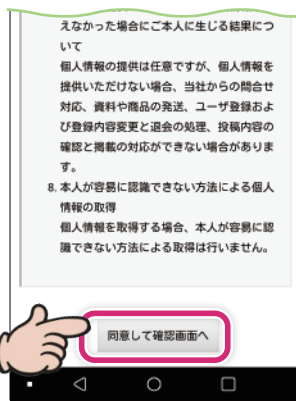 えなかった場合にご本人に生じる結果につ
いて
個人情報の提供は任意ですが、個人情報を
提供いただけない場合、当社からの問合せ
対応、資料や商品の発送、ユーザ登録およ
び登録内容変更と退会の処理、投稿内容の
確認と掲載の対応ができない場合がありま
す。
8. 本人が容易に認識できない方法による個人
情報の取得
個人情報を取得する場合、本人が容易に認
識できない方法による取得は行いません。
同意して確認画面へ